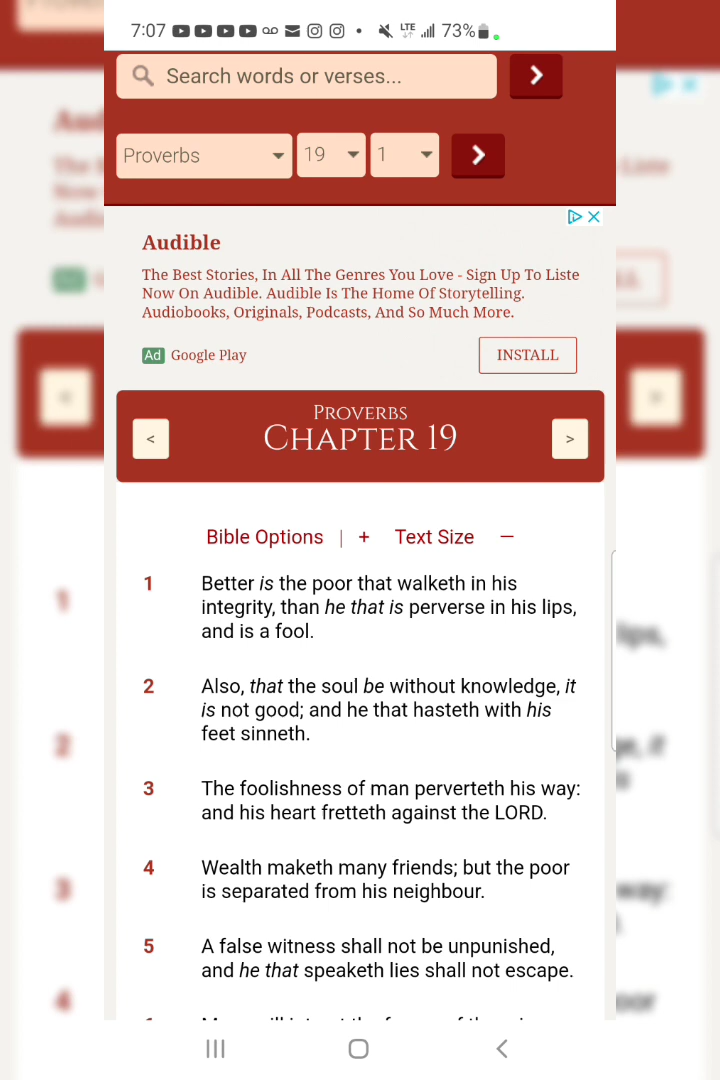 7:07 LTE 73%
Search words or verses...
Proverbs 19 1
Audible
The Best Stories, In All The Genres You Love - Sign Up To Liste
Now On Audible. Audible Is The Home Of Storytelling.
Audiobooks, Originals, Podcasts, And So Much More.
Ad Google Play INSTALL
PROVERBS
< CHAPTER 19 >
Bible Options | + Text Size −
1 Better is the poor that walketh in his
integrity, than he that is perverse in his lips,
and is a fool.
2 Also, that the soul be without knowledge, it
is not good; and he that hasteth with his
feet sinneth.
3 The foolishness of man perverteth his way:
and his heart fretteth against the LORD.
4 Wealth maketh many friends; but the poor
is separated from his neighbour.
5 A false witness shall not be unpunished,
and he that speaketh lies shall not escape.